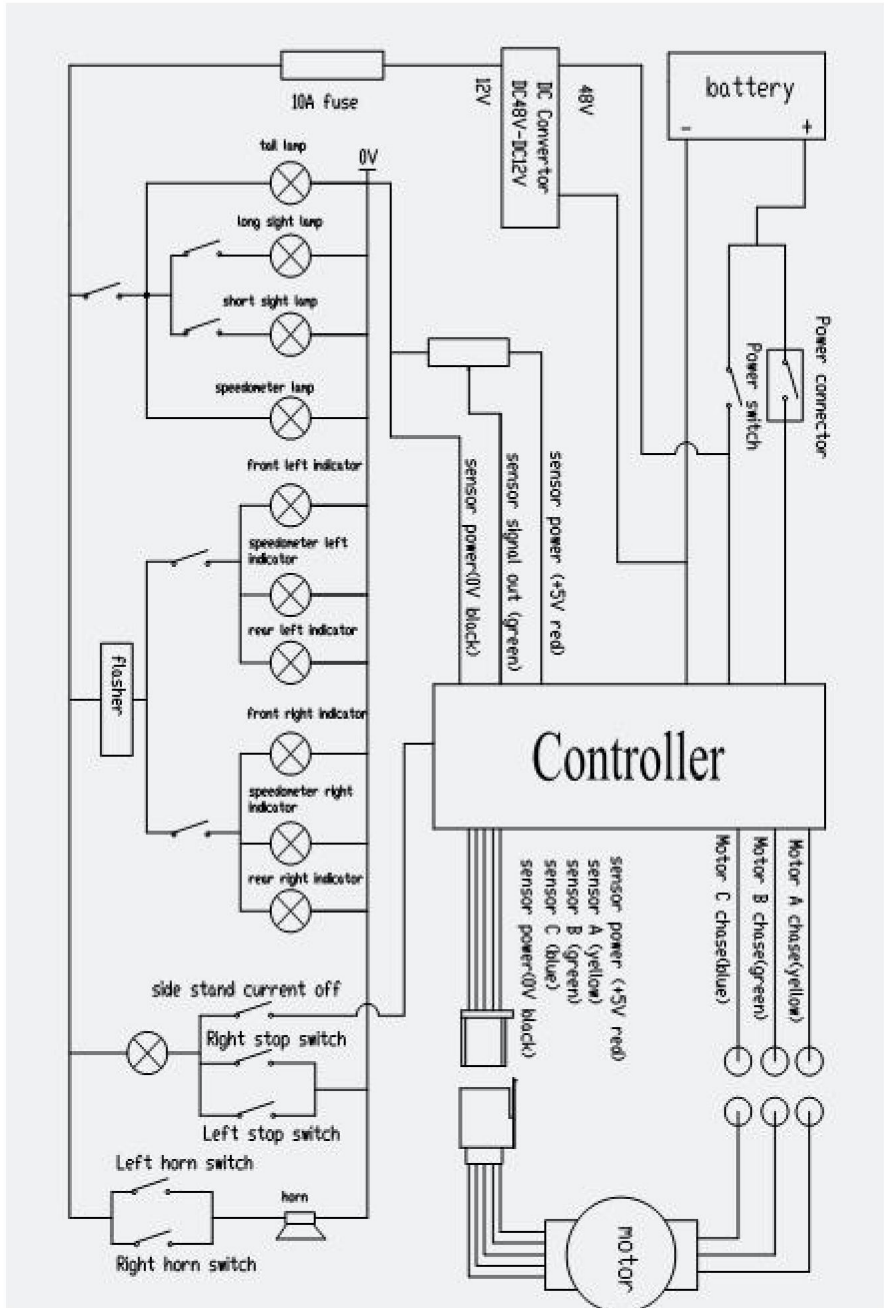 battery
-
+
10A fuse
12V
DC Convertor
DC48V-DC12V
48V
tail lamp
0V
long sight lamp
short sight lamp
speedometer lamp
Power connector
Power switch
front left indicator
speedometer left
indicator
rear left indicator
flasher
front right indicator
speedometer right
indicator
rear right indicator
sensor power (+5V red)
sensor signal out (green)
sensor power(0V black)
Controller
Motor A chase(yellow)
Motor B chase(green)
Motor C chase(blue)
sensor power (+5V red)
sensor A (yellow)
sensor B (green)
sensor C (blue)
sensor power(0V black)
side stand current off
Right stop switch
Left stop switch
Left horn switch
horn
Right horn switch
motor